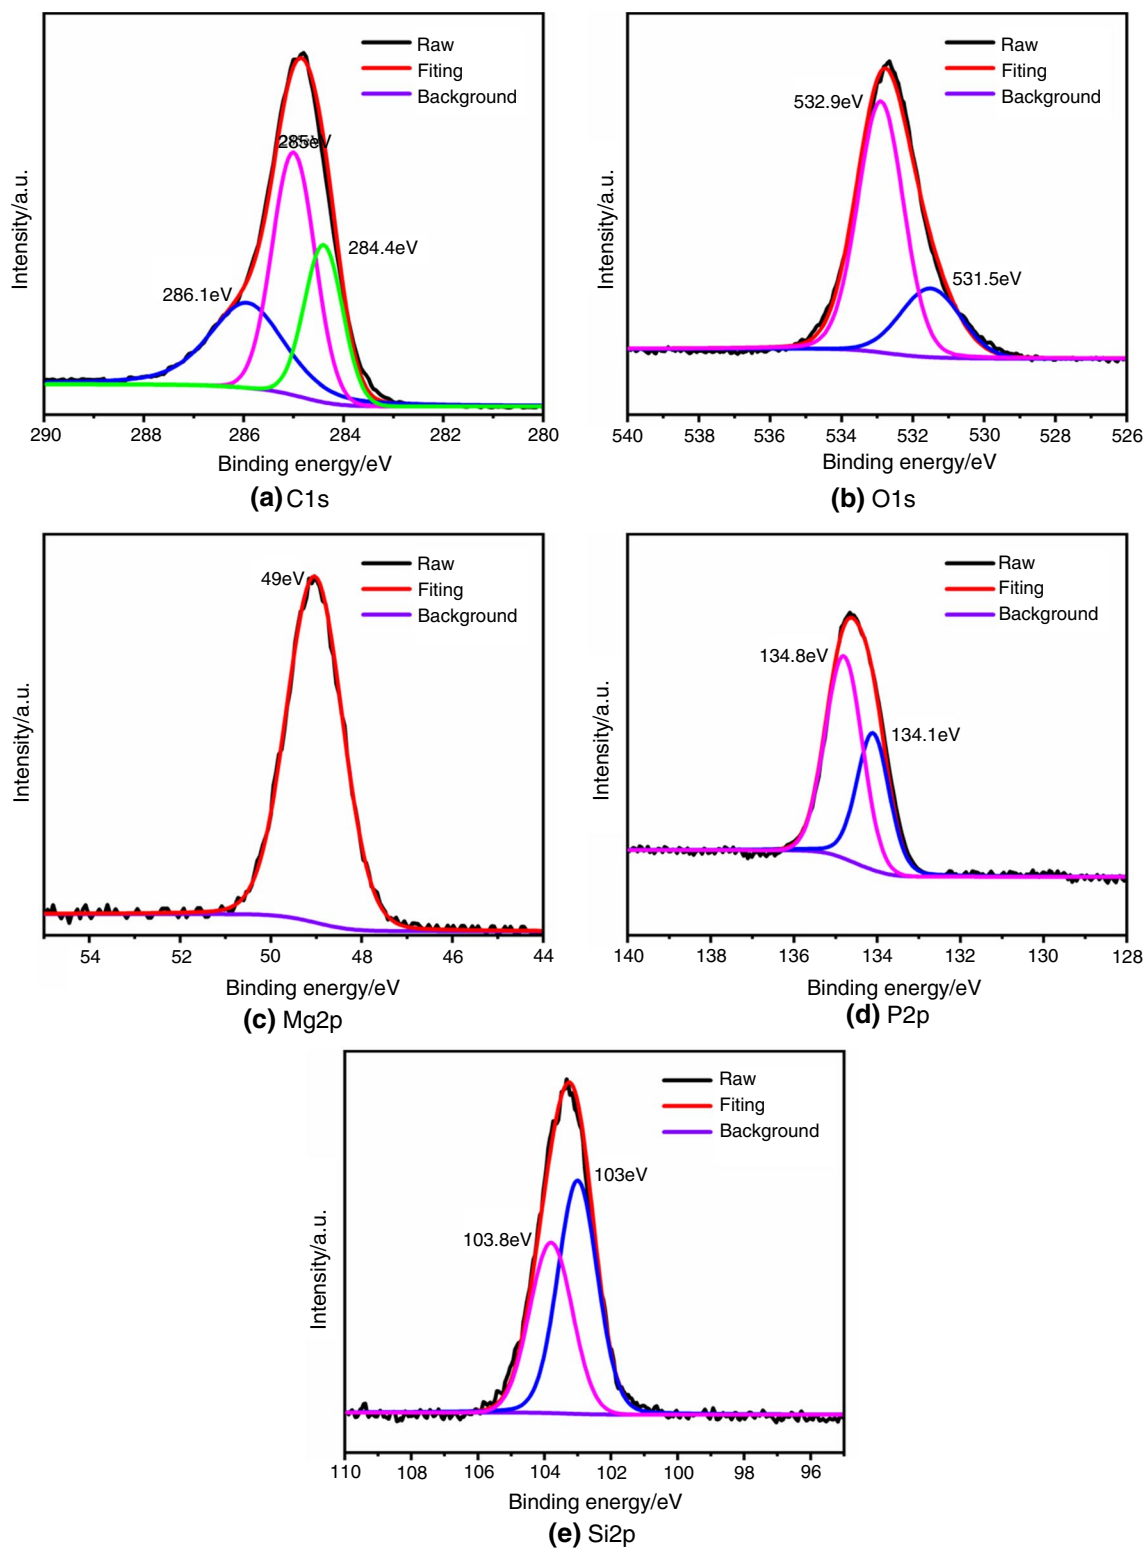 Raw
Fiting
Background
285eV
284.4eV
286.1eV
Intensity/a.u.
290 288 286 284 282 280
Binding energy/eV
(a) C1s
Raw
Fiting
Background
532.9eV
531.5eV
Intensity/a.u.
540 538 536 534 532 530 528 526
Binding energy/eV
(b) O1s
Raw
Fiting
Background
49eV
Intensity/a.u.
54 52 50 48 46 44
Binding energy/eV
(c) Mg2p
Raw
Fiting
Background
134.8eV
134.1eV
Intensity/a.u.
140 138 136 134 132 130 128
Binding energy/eV
(d) P2p
Raw
Fiting
Background
103eV
103.8eV
Intensity/a.u.
110 108 106 104 102 100 98 96
Binding energy/eV
(e) Si2p